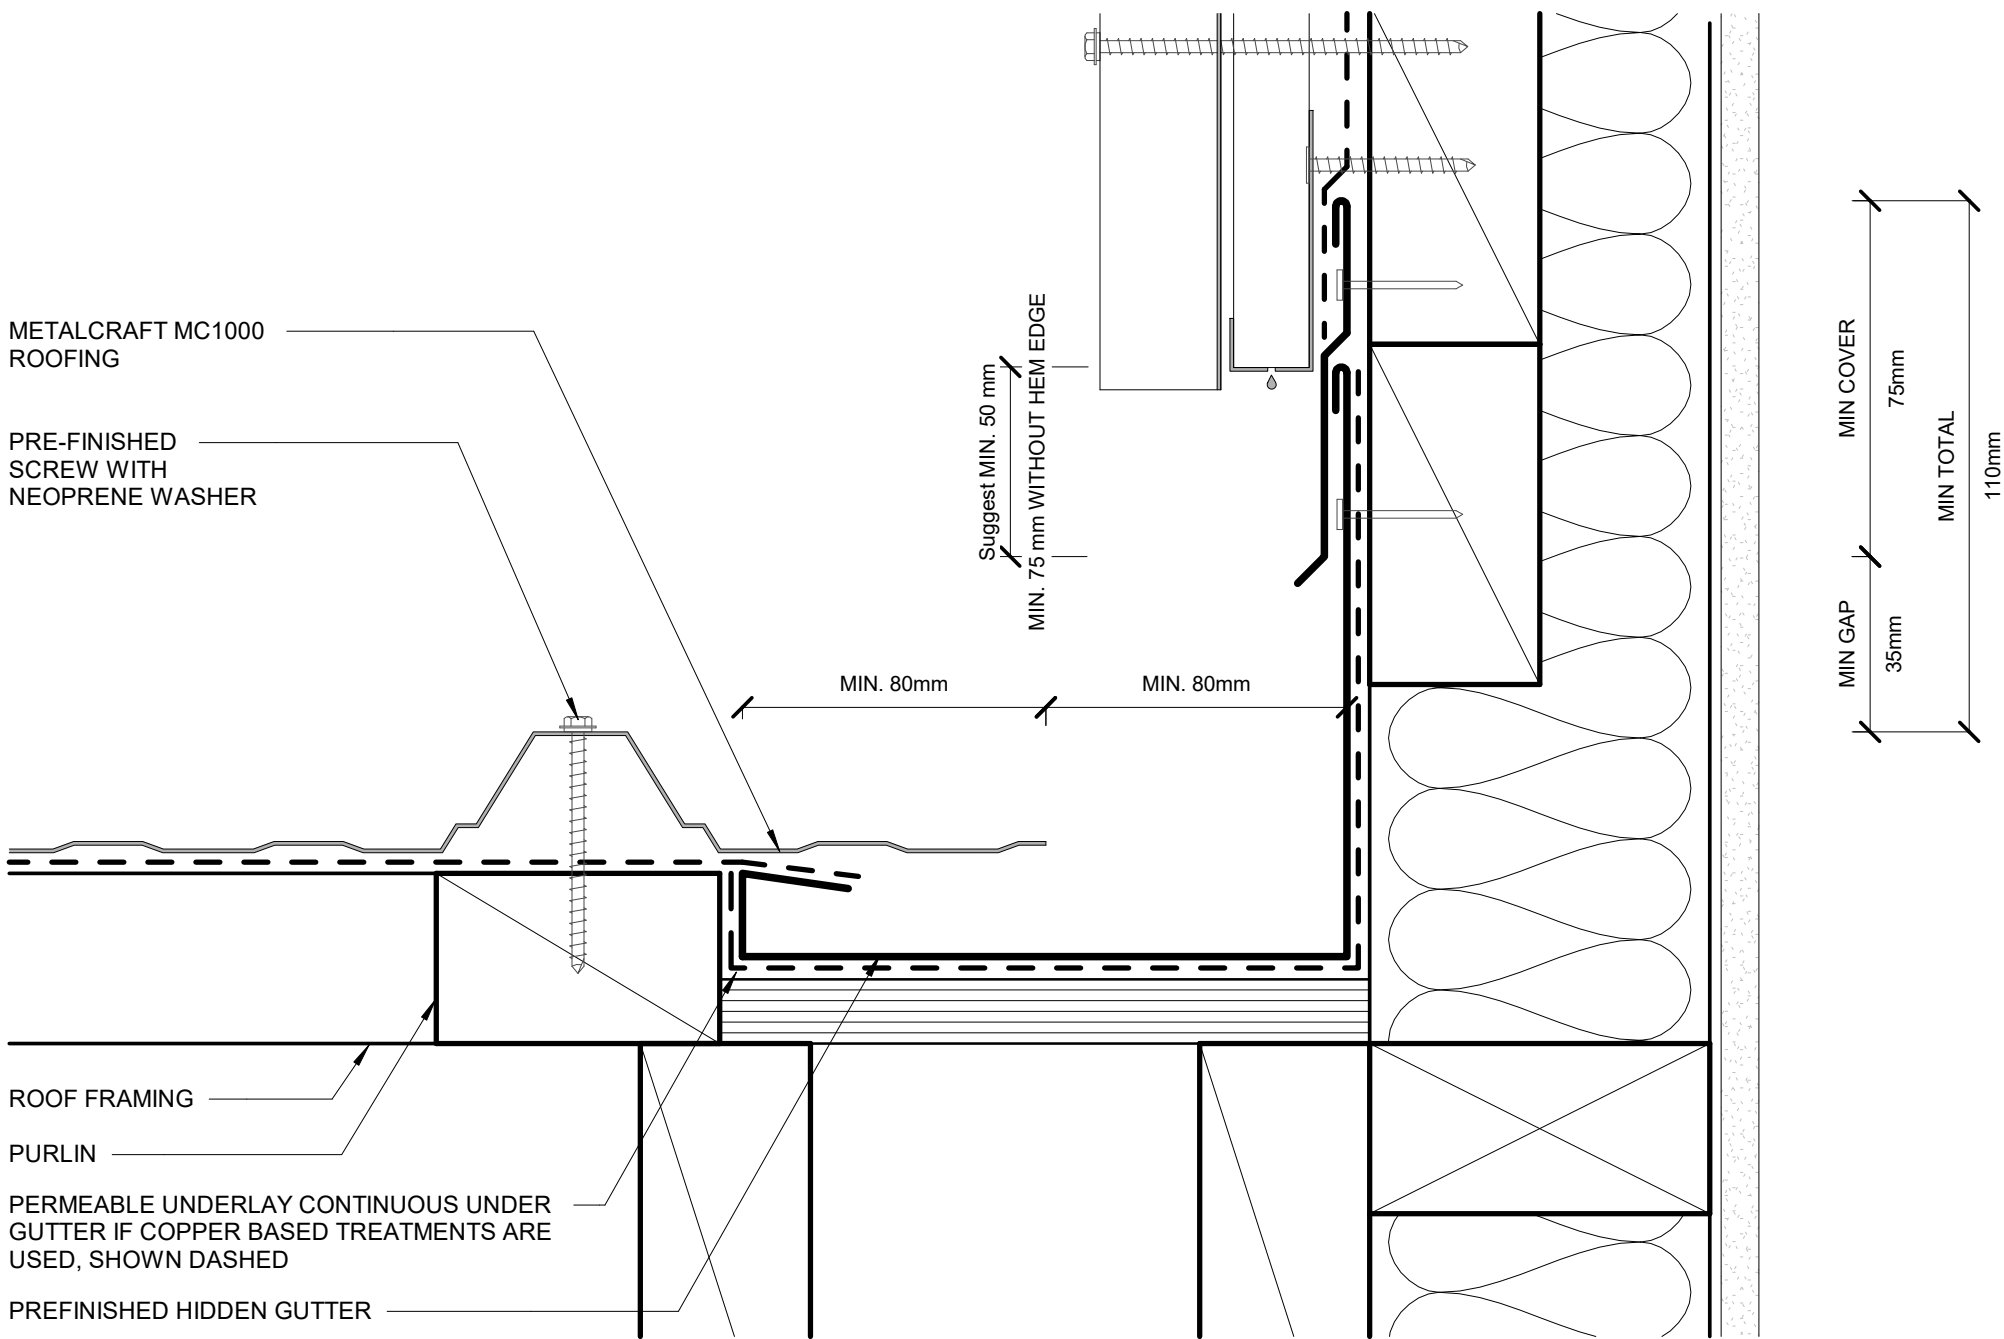 METALCRAFT MC1000
ROOFING
PRE-FINISHED
SCREW WITH
NEOPRENE WASHER
Suggest MIN. 50 mm
MIN. 75 mm WITHOUT HEM EDGE
MIN. 80mm
MIN. 80mm
MIN COVER
75mm
MIN TOTAL
110mm
MIN GAP
35mm
ROOF FRAMING
PURLIN
PERMEABLE UNDERLAY CONTINUOUS UNDER
GUTTER IF COPPER BASED TREATMENTS ARE
USED, SHOWN DASHED
PREFINISHED HIDDEN GUTTER